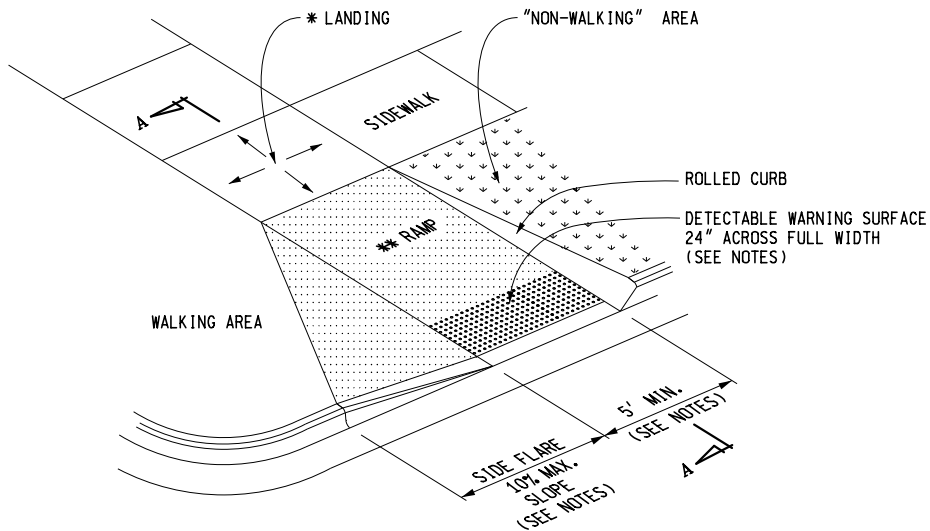 * LANDING
"NON-WALKING" AREA
A
SIDEWALK
ROLLED CURB
DETECTABLE WARNING SURFACE
24" ACROSS FULL WIDTH
(SEE NOTES)
** RAMP
WALKING AREA
5' MIN.
(SEE NOTES)
SIDE FLARE
10% MAX.
SLOPE
(SEE NOTES)
A